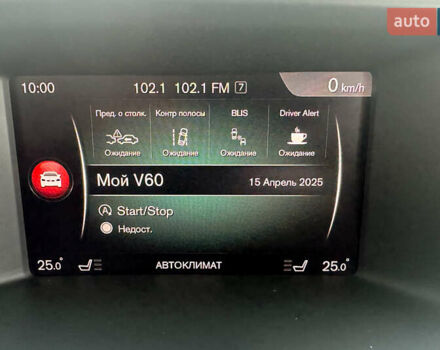 auto
10:00 102.1 102.1 FM 7 0 km/h
Пред. о столк. Контр полосы BLIS Driver Alert
Ожидание Ожидание Ожидание Ожидание
Мой V60 15 Апрель 2025
A Start/Stop
Недост.
25.0° АВТОКЛИМАТ 25.0°